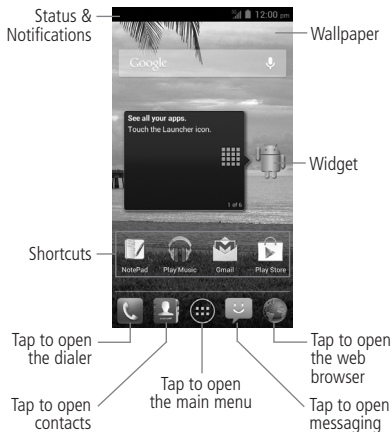 Status &
Notifications
12:00 pm
Wallpaper
Google
See all your apps.
Touch the Launcher icon.
Widget
1 of 6
Shortcuts
NotePad
Play Music
Gmail
Play Store
Tap to open
the dialer
Tap to open
contacts
Tap to open
the main menu
Tap to open
the web
browser
Tap to open
messaging